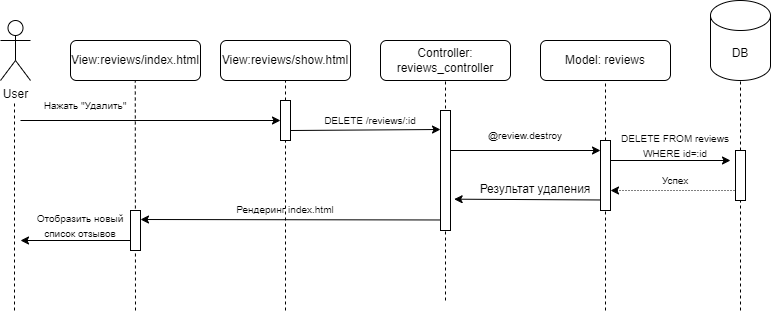 User
View:reviews/index.html
View:reviews/show.html
Controller:
reviews_controller
Model: reviews
DB
Нажать "Удалить"
DELETE /reviews/:id
@review.destroy
DELETE FROM reviews
WHERE id=:id
Успех
Результат удаления
Рендеринг index.html
Отобразить новый
список отзывов